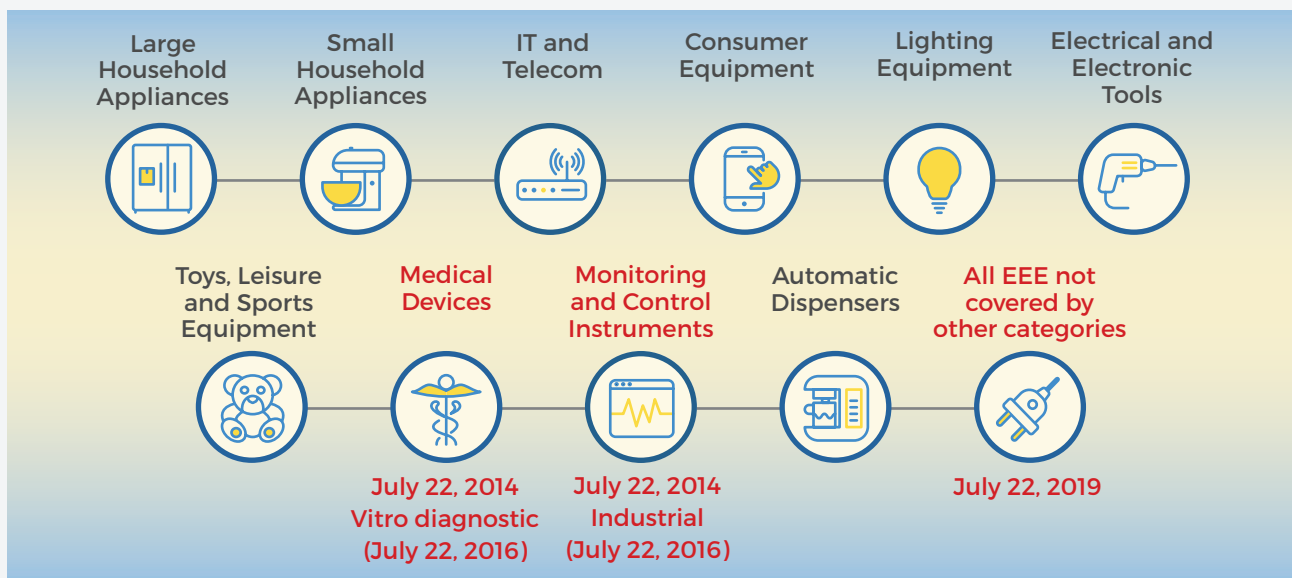 Large
Household
Appliances
Small
Household
Appliances
IT and
Telecom
Consumer
Equipment
Lighting
Equipment
Electrical and
Electronic
Tools
Toys, Leisure
and Sports
Equipment
Medical
Devices
Monitoring
and Control
Instruments
Automatic
Dispensers
All EEE not
covered by
other categories
July 22, 2014
Vitro diagnostic
(July 22, 2016)
July 22, 2014
Industrial
(July 22, 2016)
July 22, 2019